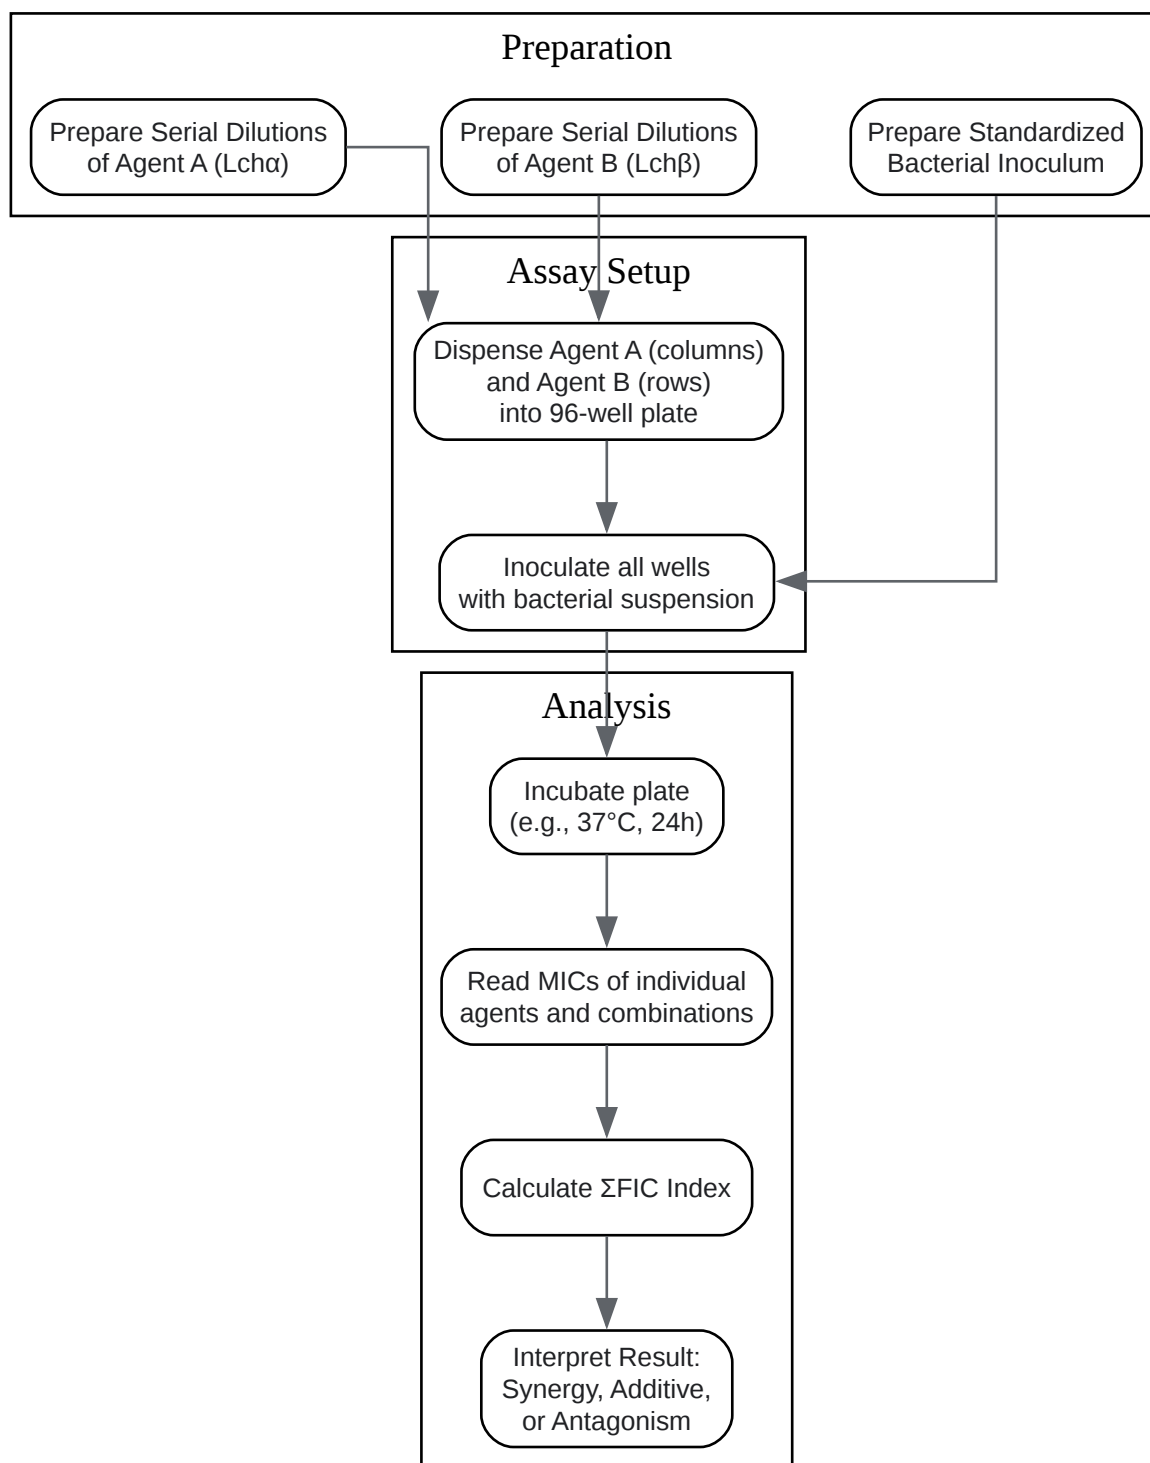 Preparation
Prepare Serial Dilutions
of Agent A (Lchα)
Prepare Serial Dilutions
of Agent B (Lchβ)
Prepare Standardized
Bacterial Inoculum
Assay Setup
Dispense Agent A (columns)
and Agent B (rows)
into 96-well plate
Inoculate all wells
with bacterial suspension
Analysis
Incubate plate
(e.g., 37°C, 24h)
Read MICs of individual
agents and combinations
Calculate ΣFIC Index
Interpret Result:
Synergy, Additive,
or Antagonism